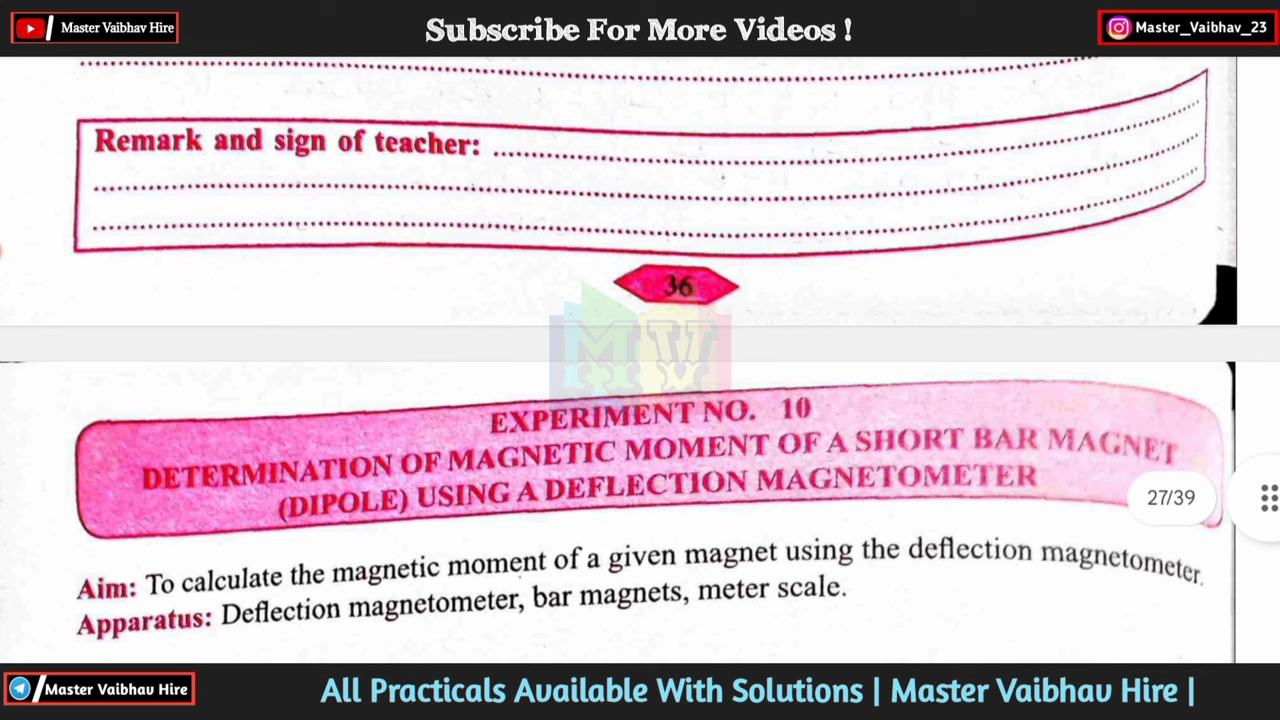 Master Vaibhav Hire
Subscribe For More Videos !
Master_Vaibhav_23
Remark and sign of teacher:
36
MV
EXPERIMENT NO. 10
DETERMINATION OF MAGNETIC MOMENT OF A SHORT BAR MAGNET
(DIPOLE) USING A DEFLECTION MAGNETOMETER
27/39
Aim: To calculate the magnetic moment of a given magnet using the deflection magnetometer.
Apparatus: Deflection magnetometer, bar magnets, meter scale.
Master Vaibhav Hire
All Practicals Available With Solutions | Master Vaibhav Hire |